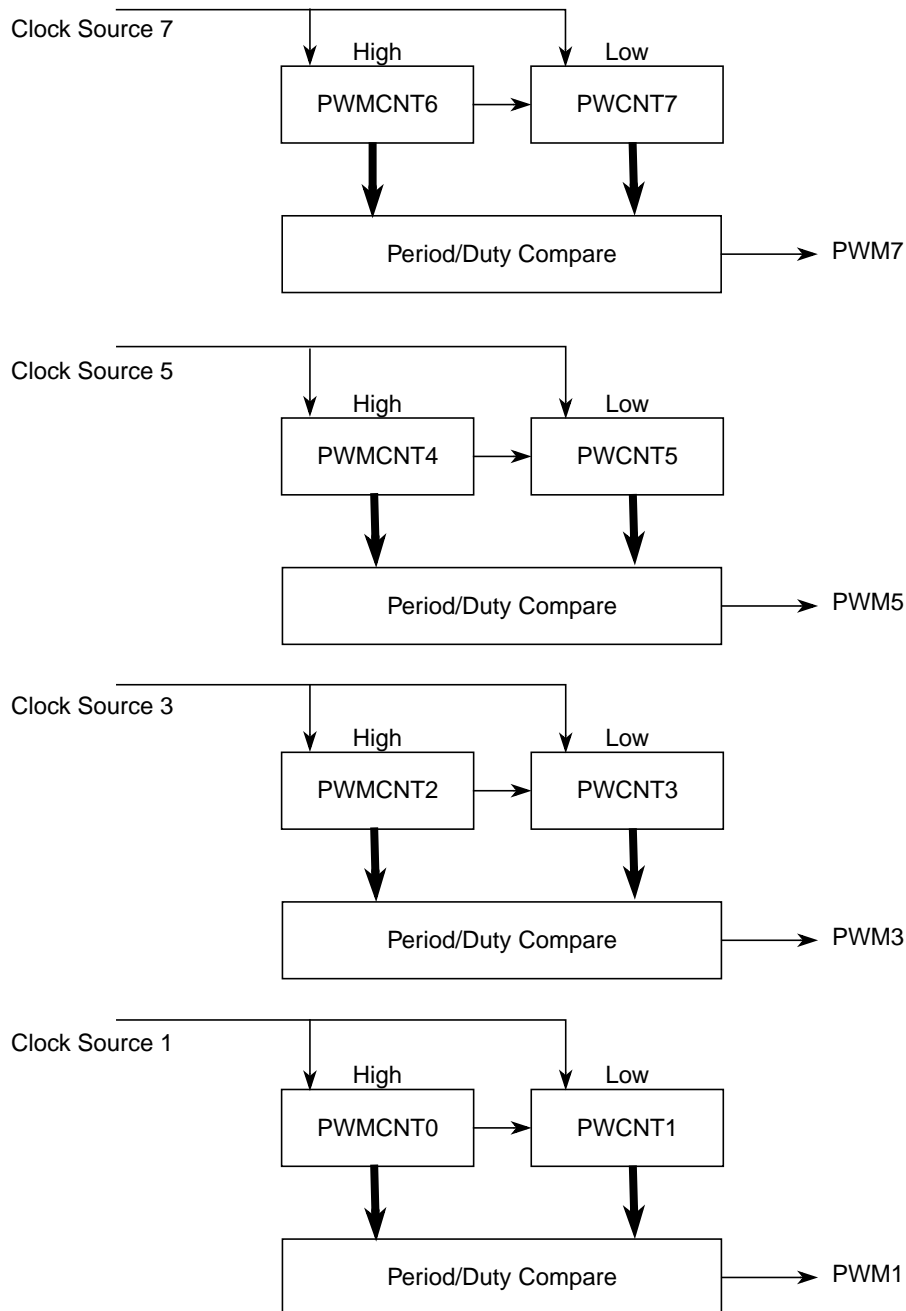 Clock Source 7
High Low
PWMCNT6 PWCNT7
Period/Duty Compare PWM7
Clock Source 5
High Low
PWMCNT4 PWCNT5
Period/Duty Compare PWM5
Clock Source 3
High Low
PWMCNT2 PWCNT3
Period/Duty Compare PWM3
Clock Source 1
High Low
PWMCNT0 PWCNT1
Period/Duty Compare PWM1